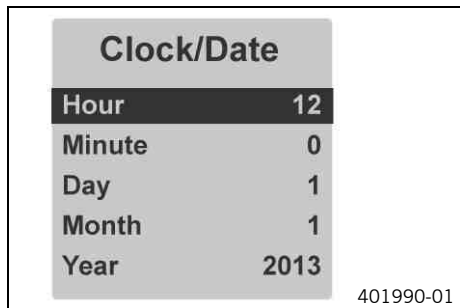 Clock/Date
Hour 12
Minute 0
Day 1
Month 1
Year 2013
401990-01